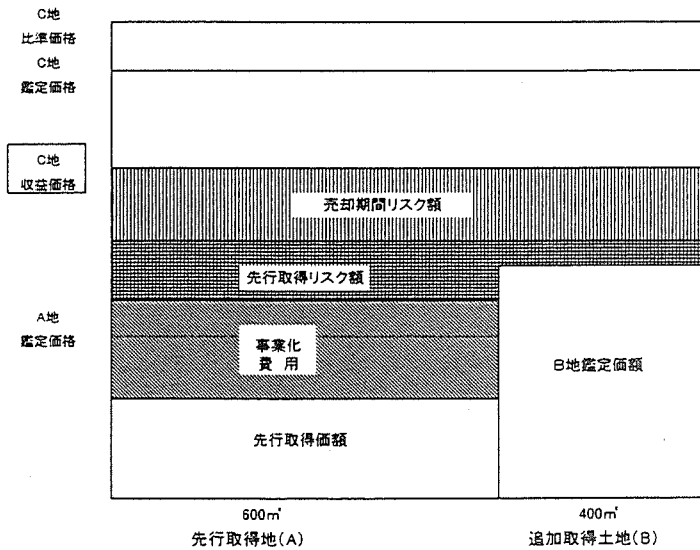 C地
比準価格
C地
鑑定価格
C地
収益価格
売却期間リスク額
先行取得リスク額
A地
鑑定価格
事業化
費 用
B地鑑定価額
先行取得価額
600㎡
400㎡
先行取得地(A)
追加取得土地(B)